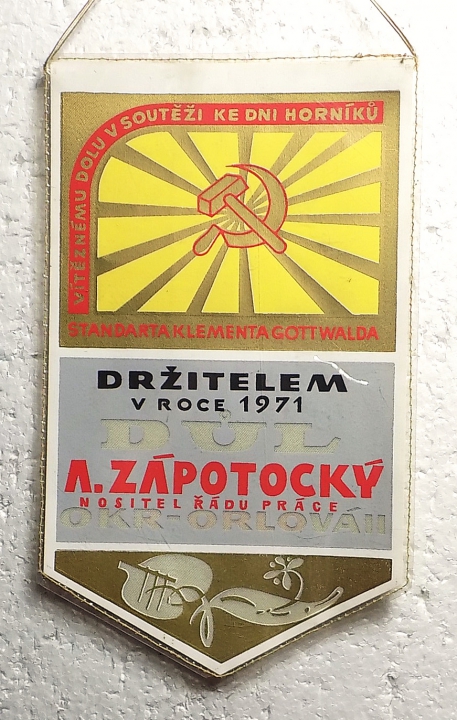 VÍTĚZNÉMU DOLU V SOUTĚŽI KE DNI HORNÍKŮ
STANDARTA KLEMENTA GOTTWALDA
DRŽITELEM
V ROCE 1971
DŮL
A. ZÁPOTOCKÝ
NOSITEL ŘÁDU PRÁCE
OKR-ORLOVÁ II